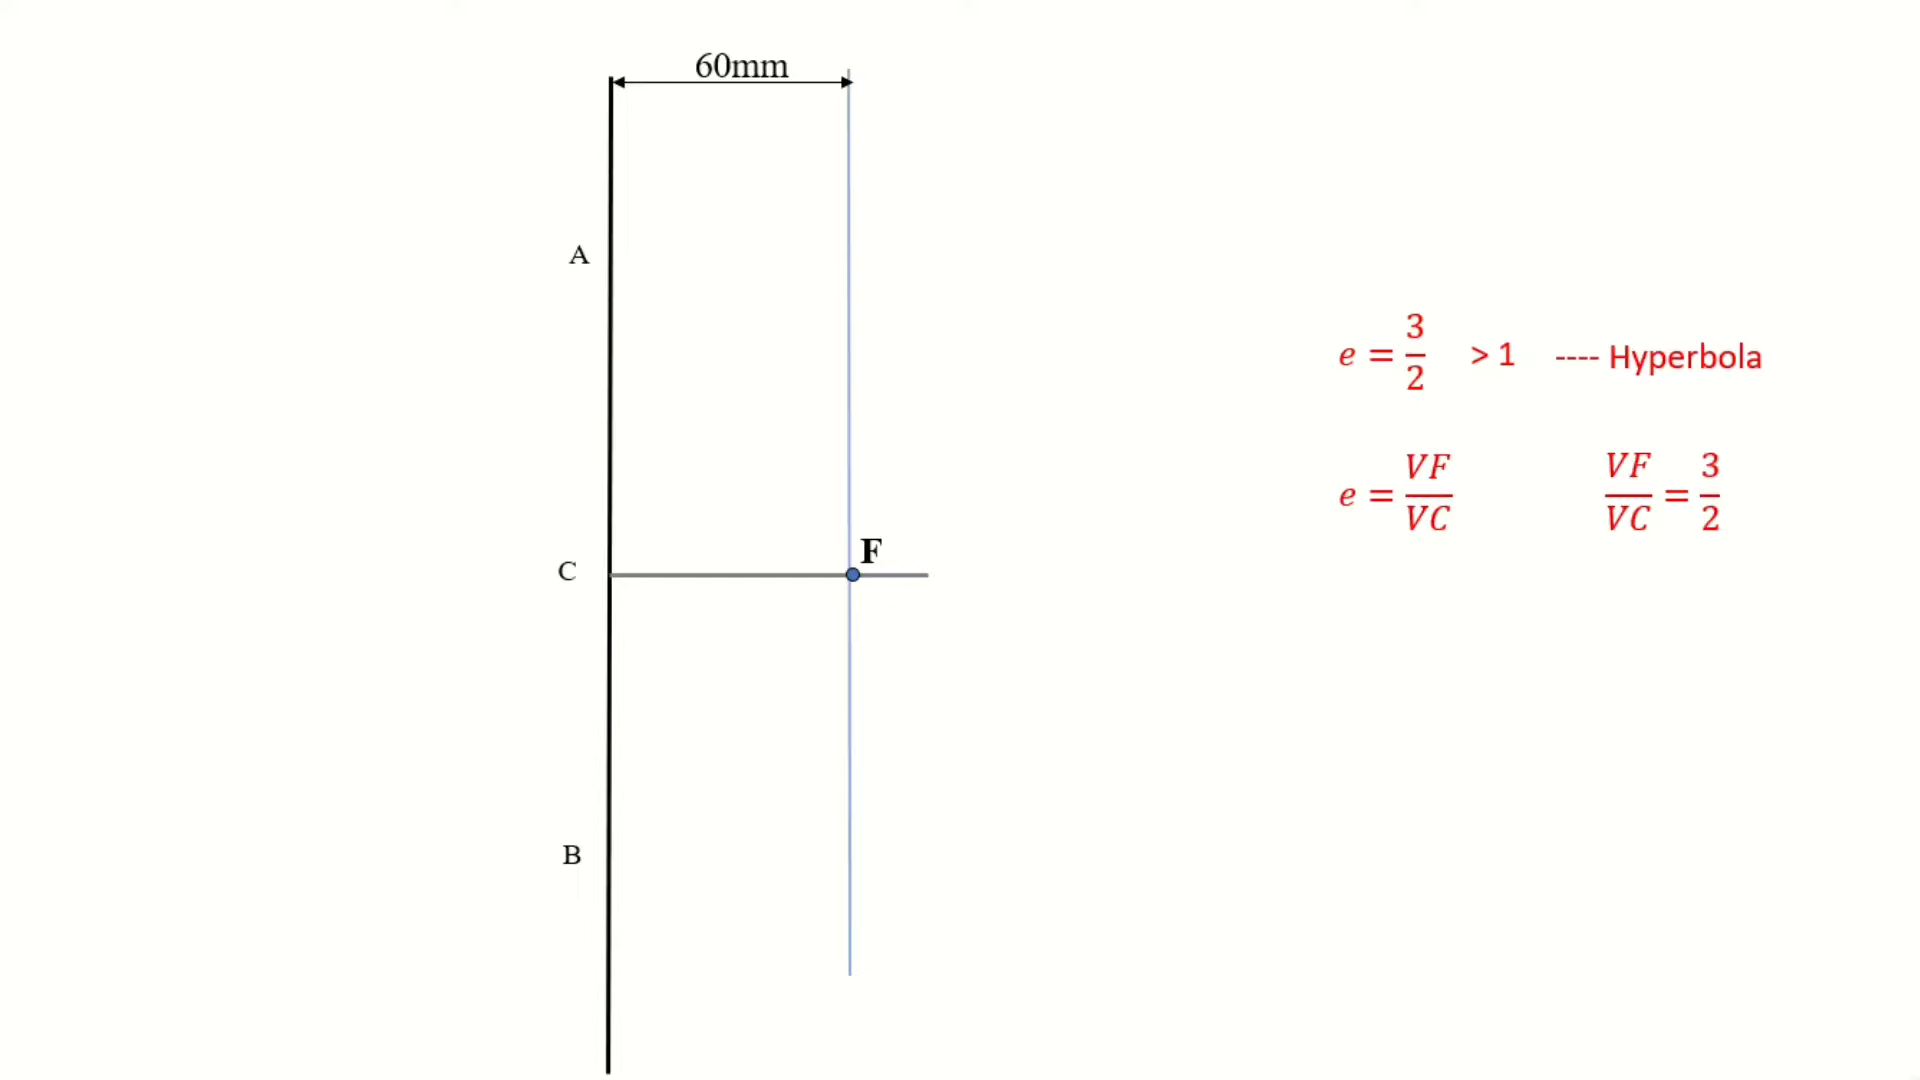 60mm
A
e = 3/2 > 1 ---- Hyperbola
e = VF/VC VF/VC = 3/2
F
C
B